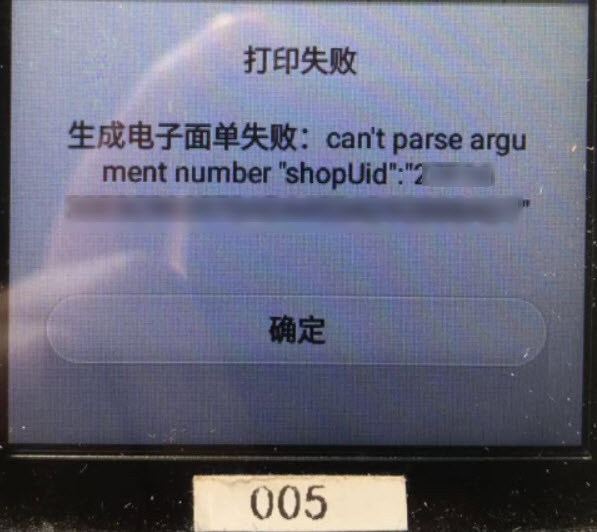 打印失败
生成电子面单失败：can't parse argu
ment number "shopUid":"2
"
确定
005